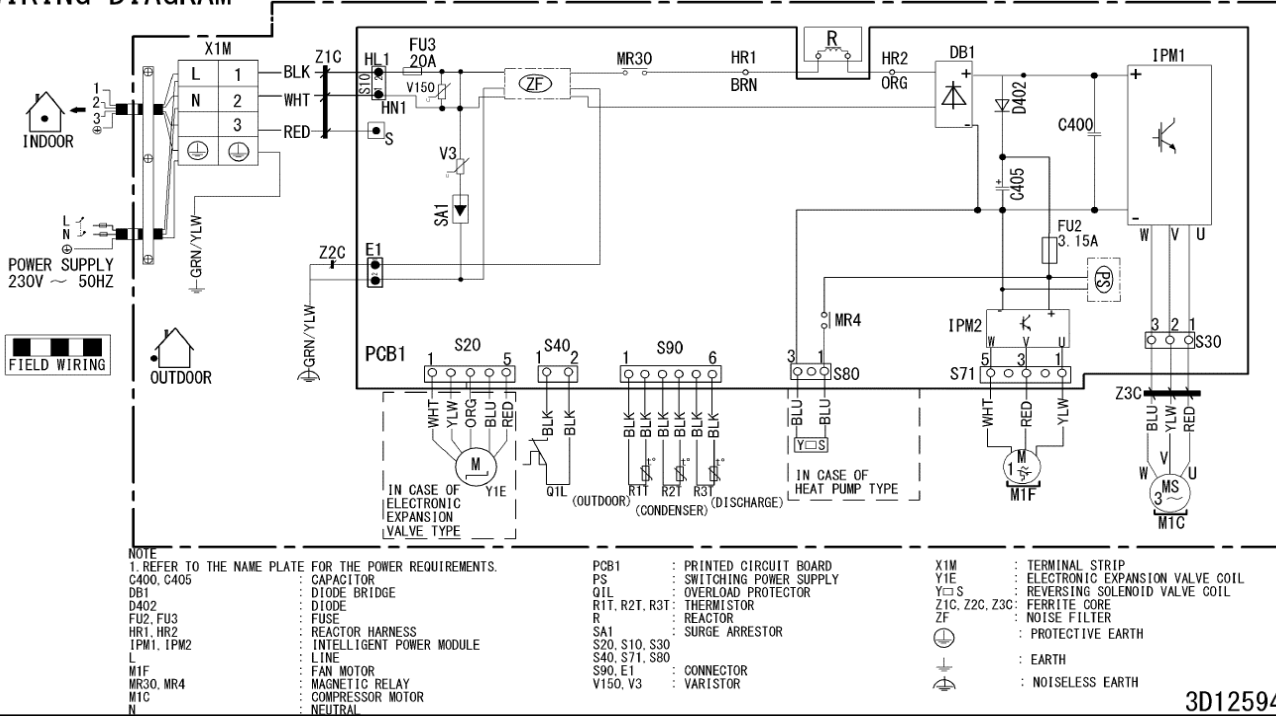 WIRING DIAGRAM
X1M
L 1
N 2
3
BLK
WHT
RED
Z1C
HL1
S10
HN1
S
FU3
20A
V150
ZF
MR30
HR1
BRN
R
HR2
ORG
DB1
+
-
D402
C400
+
C405
IPM1
+
-
W V U
1
2
3
INDOOR
L
N
POWER SUPPLY
230V ~ 50HZ
GRN/YLW
V3
SA1
Z2C
E1
GRN/YLW
FU2
3.15A
PS
MR4
IPM2
- +
W V U
FIELD WIRING
OUTDOOR
PCB1
1 S20 5
S40
1 2
S90
1 6
3 1
S80
S71 5 3 1
3 2 1
S30
Z3C
WHT
YLW
ORG
BLU
RED
BLK
BLK
BLK
BLK
BLK
BLK
BLK
BLK
BLU
BLU
WHT
RED
YLW
BLU
YLW
RED
M
Y1E
IN CASE OF
ELECTRONIC
EXPANSION
VALVE TYPE
Q1L
R1T R2T R3T
(OUTDOOR)
(CONDENSER)
(DISCHARGE)
Y S
IN CASE OF
HEAT PUMP TYPE
M
1~
M1F
W V U
MS
3~
M1C
NOTE
1. REFER TO THE NAME PLATE FOR THE POWER REQUIREMENTS.
C400, C405 : CAPACITOR
DB1 : DIODE BRIDGE
D402 : DIODE
FU2, FU3 : FUSE
HR1, HR2 : REACTOR HARNESS
IPM1, IPM2 : INTELLIGENT POWER MODULE
L : LINE
M1F : FAN MOTOR
MR30, MR4 : MAGNETIC RELAY
M1C : COMPRESSOR MOTOR
N : NEUTRAL
PCB1 : PRINTED CIRCUIT BOARD
PS : SWITCHING POWER SUPPLY
Q1L : OVERLOAD PROTECTOR
R1T, R2T, R3T : THERMISTOR
R : REACTOR
SA1 : SURGE ARRESTOR
S20, S10, S30
S40, S71, S80
S90, E1 : CONNECTOR
V150, V3 : VARISTOR
X1M : TERMINAL STRIP
Y1E : ELECTRONIC EXPANSION VALVE COIL
Y S : REVERSING SOLENOID VALVE COIL
Z1C, Z2C, Z3C : FERRITE CORE
ZF : NOISE FILTER
: PROTECTIVE EARTH
: EARTH
: NOISELESS EARTH
3D12594